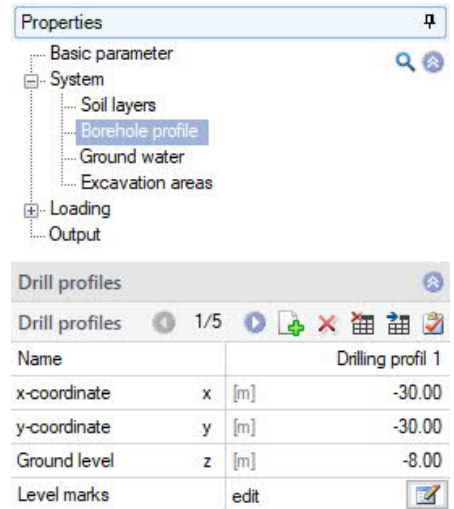 Properties
Basic parameter
System
Soil layers
Borehole profile
Ground water
Excavation areas
Loading
Output
Drill profiles
Drill profiles 1/5
Name Drilling profil 1
x-coordinate x [m] -30.00
y-coordinate y [m] -30.00
Ground level z [m] -8.00
Level marks edit